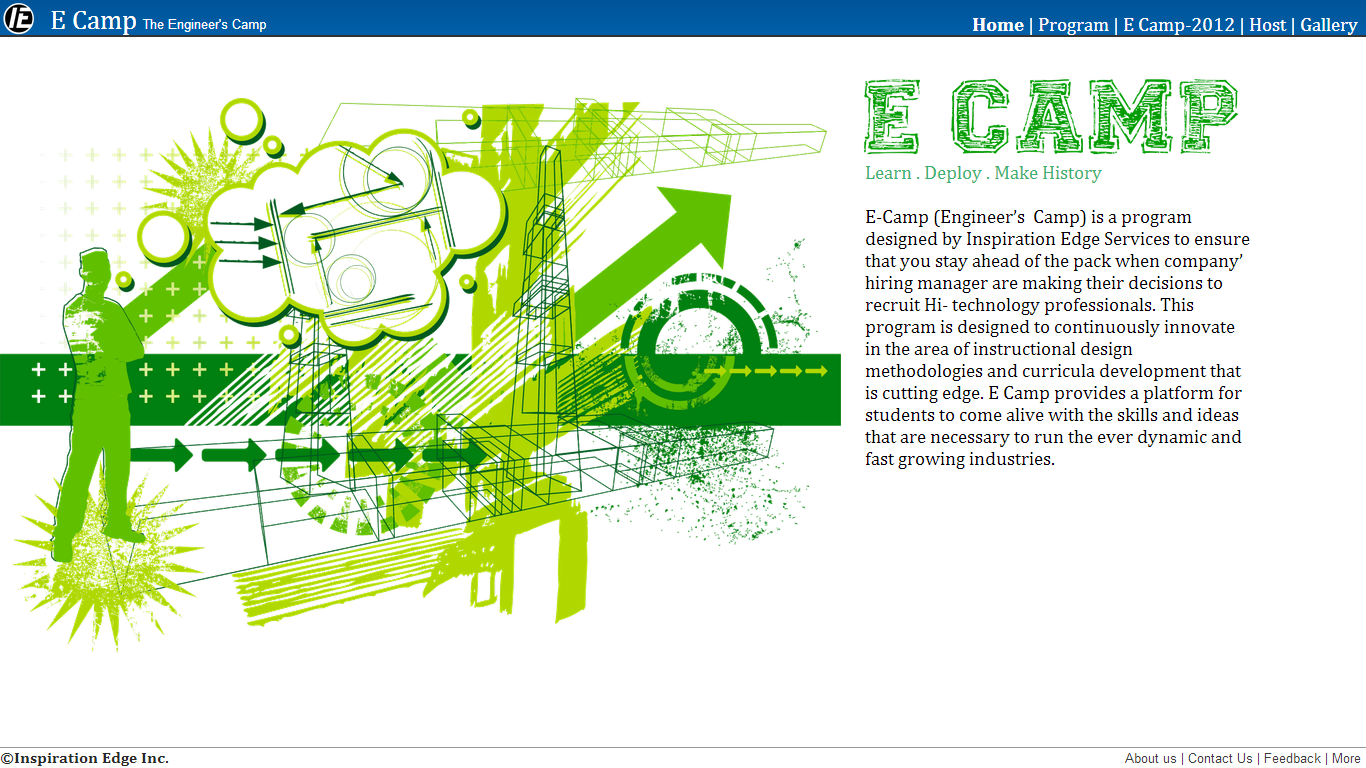 IE E Camp The Engineer's Camp
Home | Program | E Camp-2012 | Host | Gallery
E CAMP
Learn . Deploy . Make History
E-Camp (Engineer’s  Camp) is a program
designed by Inspiration Edge Services to ensure
that you stay ahead of the pack when company’
hiring manager are making their decisions to
recruit Hi- technology professionals. This
program is designed to continuously innovate
in the area of instructional design
methodologies and curricula development that
is cutting edge. E Camp provides a platform for
students to come alive with the skills and ideas
that are necessary to run the ever dynamic and
fast growing industries.
©Inspiration Edge Inc.
About us | Contact Us | Feedback | More